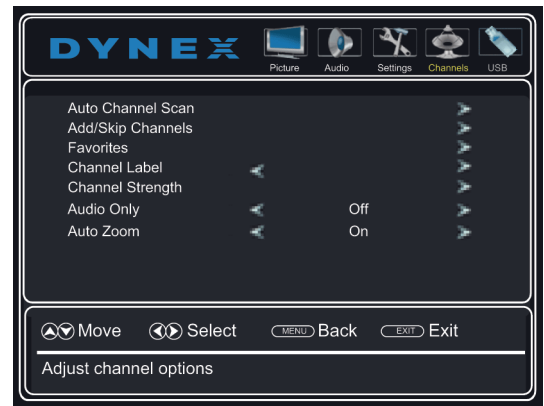 DYNEX
Picture Audio Settings Channels USB
Auto Channel Scan
Add/Skip Channels
Favorites
Channel Label
Channel Strength
Audio Only Off
Auto Zoom On
Move Select MENU Back EXIT Exit
Adjust channel options